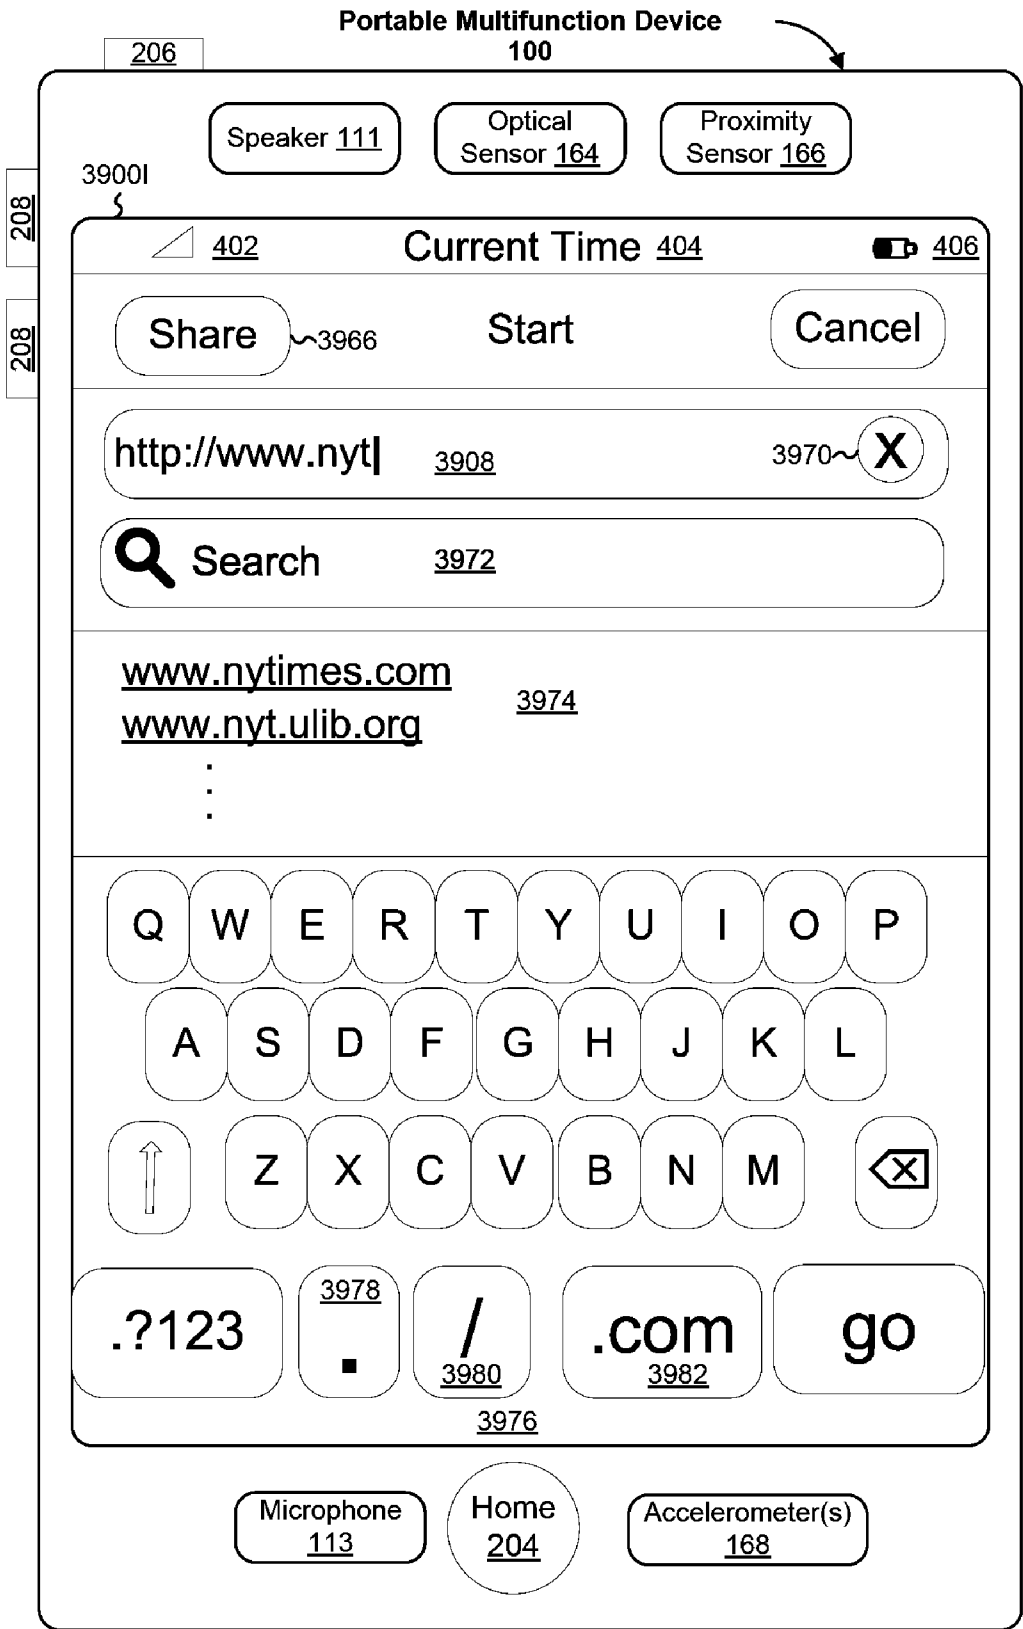 Portable Multifunction Device
100
206
Speaker 111
Optical
Sensor 164
Proximity
Sensor 166
3900I
208
208
402
Current Time 404
406
Share
3966
Start
Cancel
http://www.nyt
3908
3970
X
Search
3972
www.nytimes.com
3974
www.nyt.ulib.org
Q W E R T Y U I O P
A S D F G H J K L
Z X C V B N M
.?123
3978
.
/
3980
.com
3982
go
3976
Microphone
113
Home
204
Accelerometer(s)
168